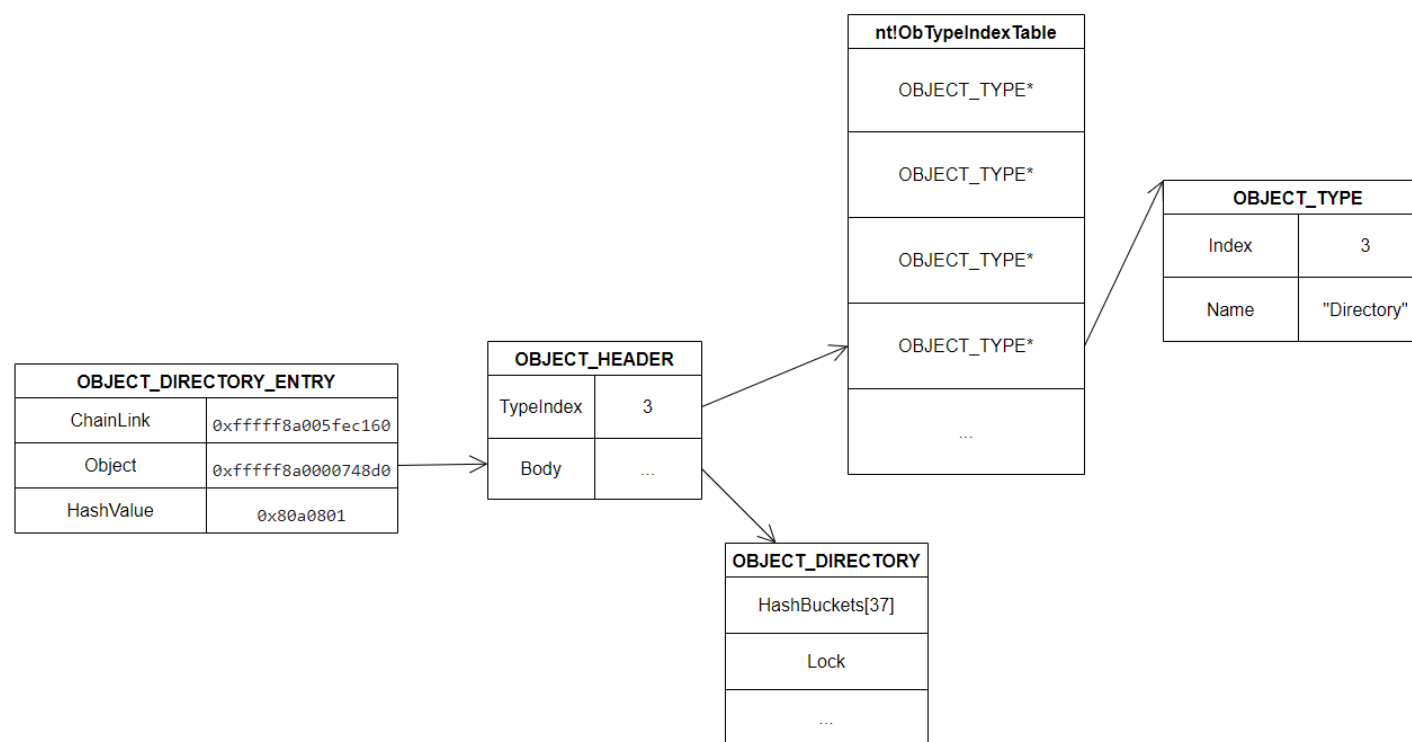 nt!ObTypeIndexTable
OBJECT_TYPE*
OBJECT_TYPE*
OBJECT_TYPE*
OBJECT_TYPE*
...
OBJECT_TYPE
Index 3
Name "Directory"
OBJECT_HEADER
TypeIndex 3
Body ...
OBJECT_DIRECTORY_ENTRY
ChainLink 0xfffff8a005fec160
Object 0xfffff8a0000748d0
HashValue 0x80a0801
OBJECT_DIRECTORY
HashBuckets[37]
Lock
...